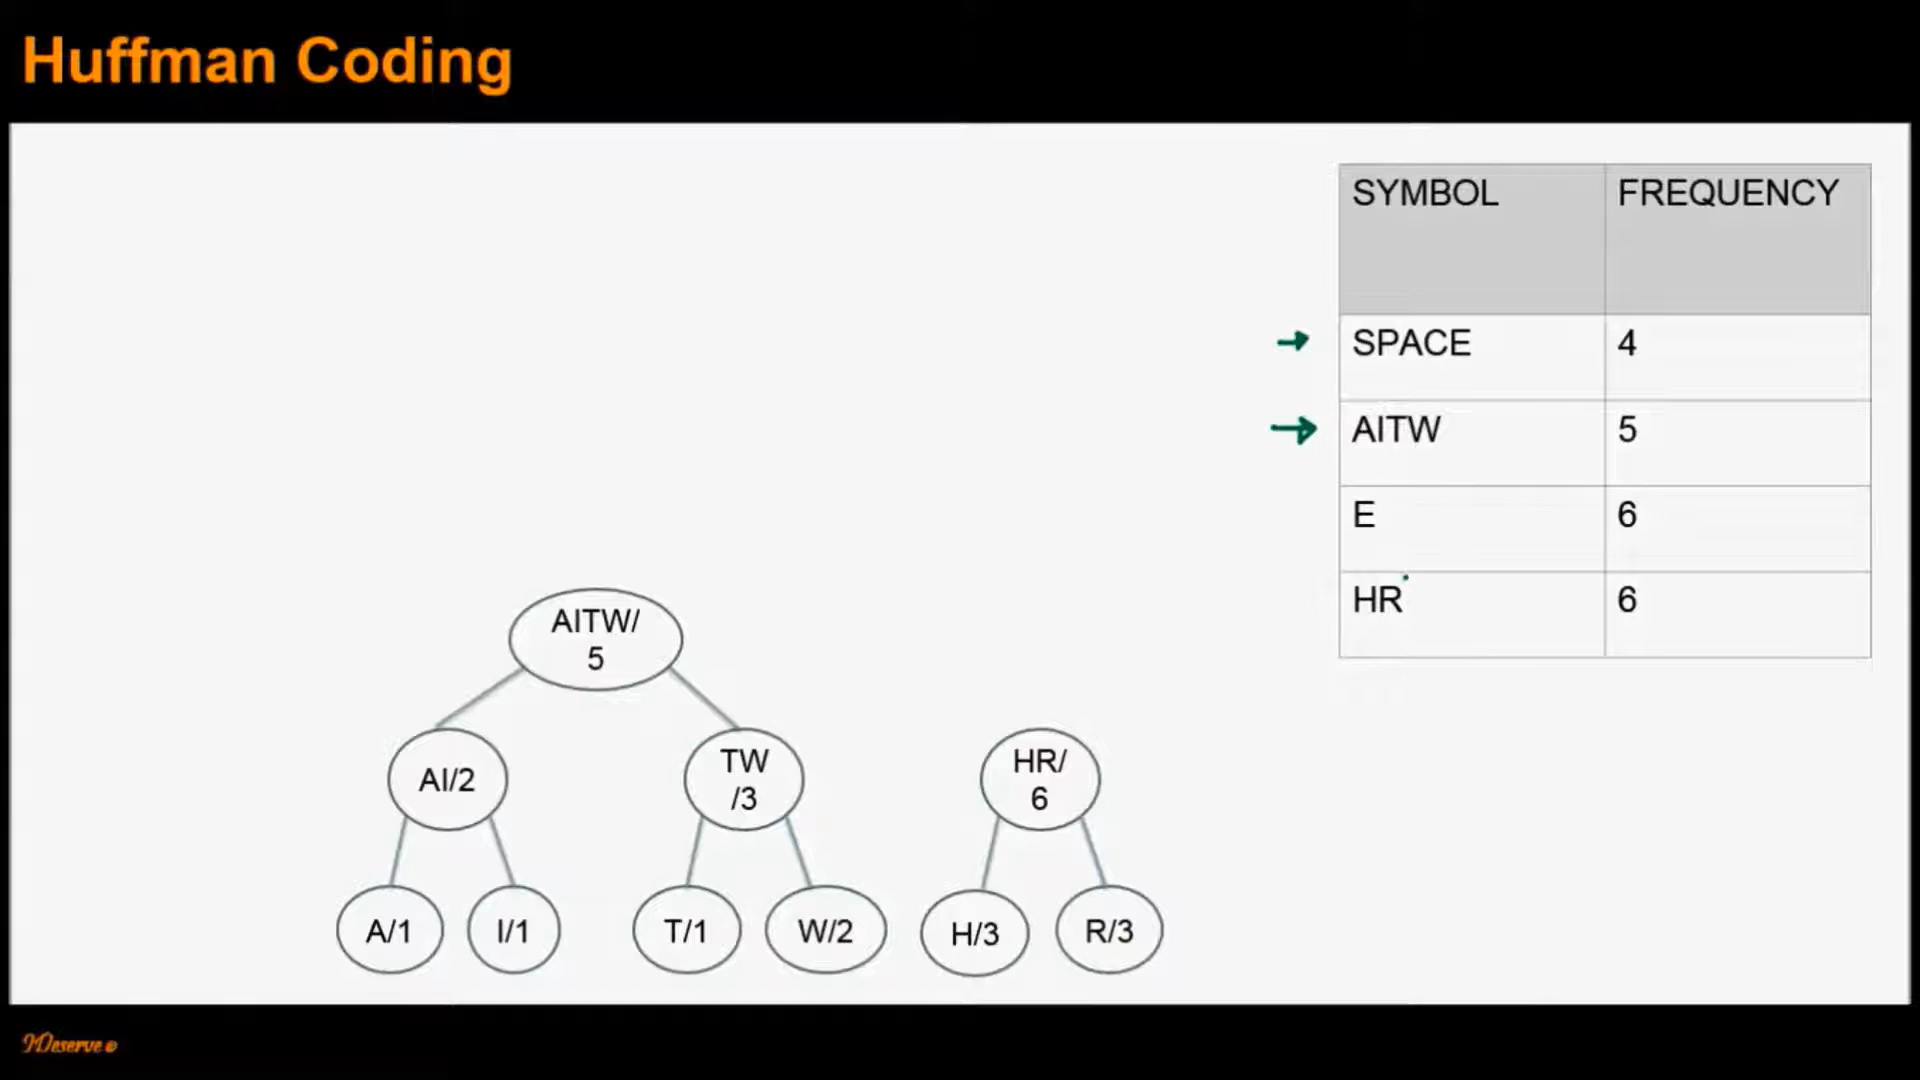 Huffman Coding
SYMBOL FREQUENCY
SPACE 4
AITW 5
E 6
HR 6
AITW/
5
AI/2
TW
/3
HR/
6
A/1 I/1 T/1 W/2 H/3 R/3
IDeserve ©